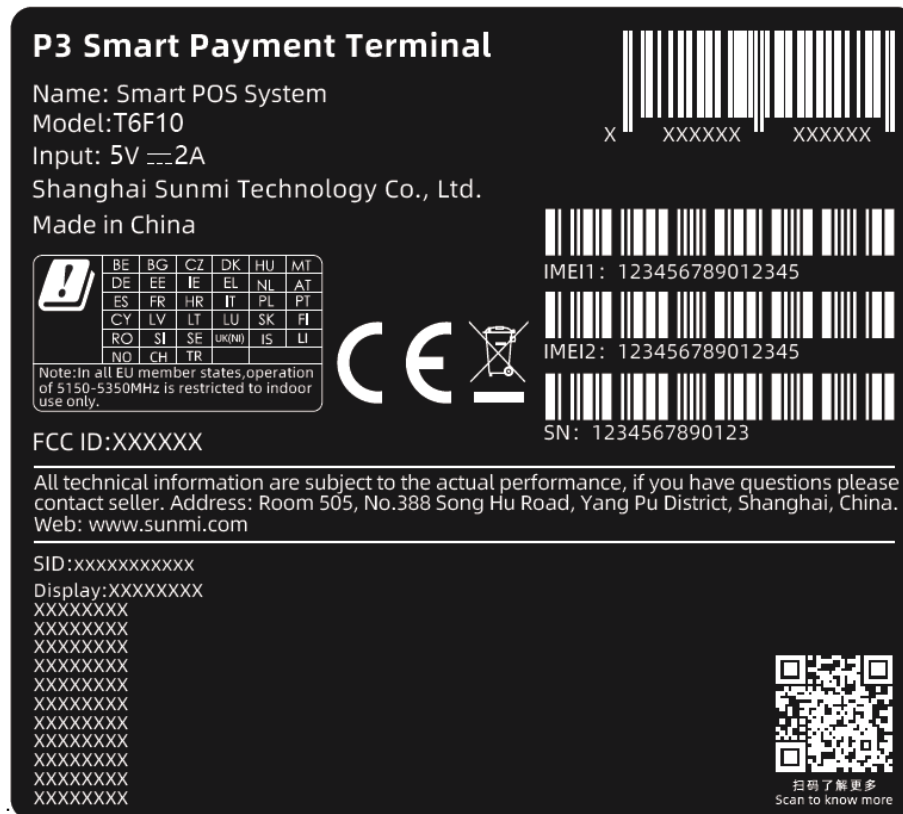 P3 Smart Payment Terminal
Name: Smart POS System
Model:T6F10
Input: 5V ⎓2A
Shanghai Sunmi Technology Co., Ltd.
Made in China
X XXXXXX XXXXXX
IMEI1: 123456789012345
IMEI2: 123456789012345
SN: 1234567890123
BE BG CZ DK HU MT
DE EE IE EL NL AT
ES FR HR IT PL PT
CY LV LT LU SK FI
RO SI SE UK(NI) IS LI
NO CH TR
Note:In all EU member states,operation
of 5150-5350MHz is restricted to indoor
use only.
CE
FCC ID:XXXXXX
All technical information are subject to the actual performance, if you have questions please
contact seller. Address: Room 505, No.388 Song Hu Road, Yang Pu District, Shanghai, China.
Web: www.sunmi.com
SID:xxxxxxxxxxx
Display:XXXXXXXX
XXXXXXXX
XXXXXXXX
XXXXXXXX
XXXXXXXX
XXXXXXXX
XXXXXXXX
XXXXXXXX
XXXXXXXX
XXXXXXXX
XXXXXXXX
XXXXXXXX
扫码了解更多
Scan to know more